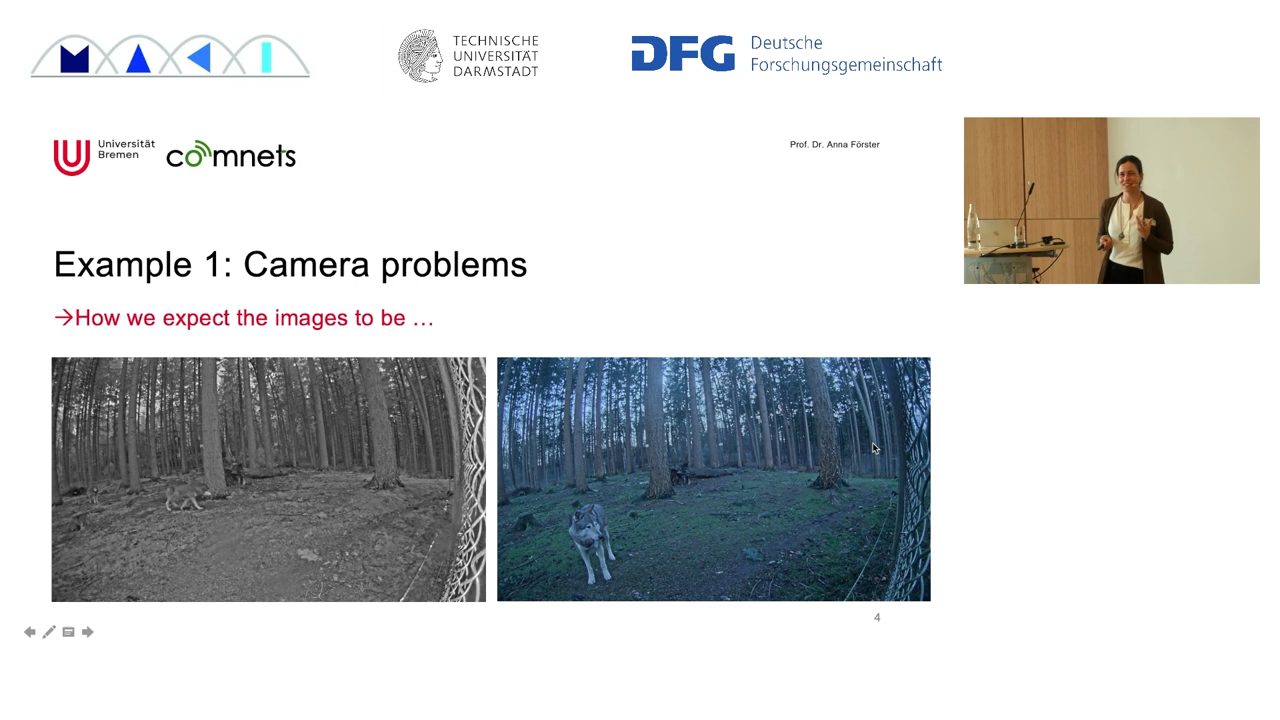 MAKI
TECHNISCHE
UNIVERSITÄT
DARMSTADT
DFG
Deutsche
Forschungsgemeinschaft
Universität
Bremen
comnets
Prof. Dr. Anna Förster
Example 1: Camera problems
→How we expect the images to be …
4